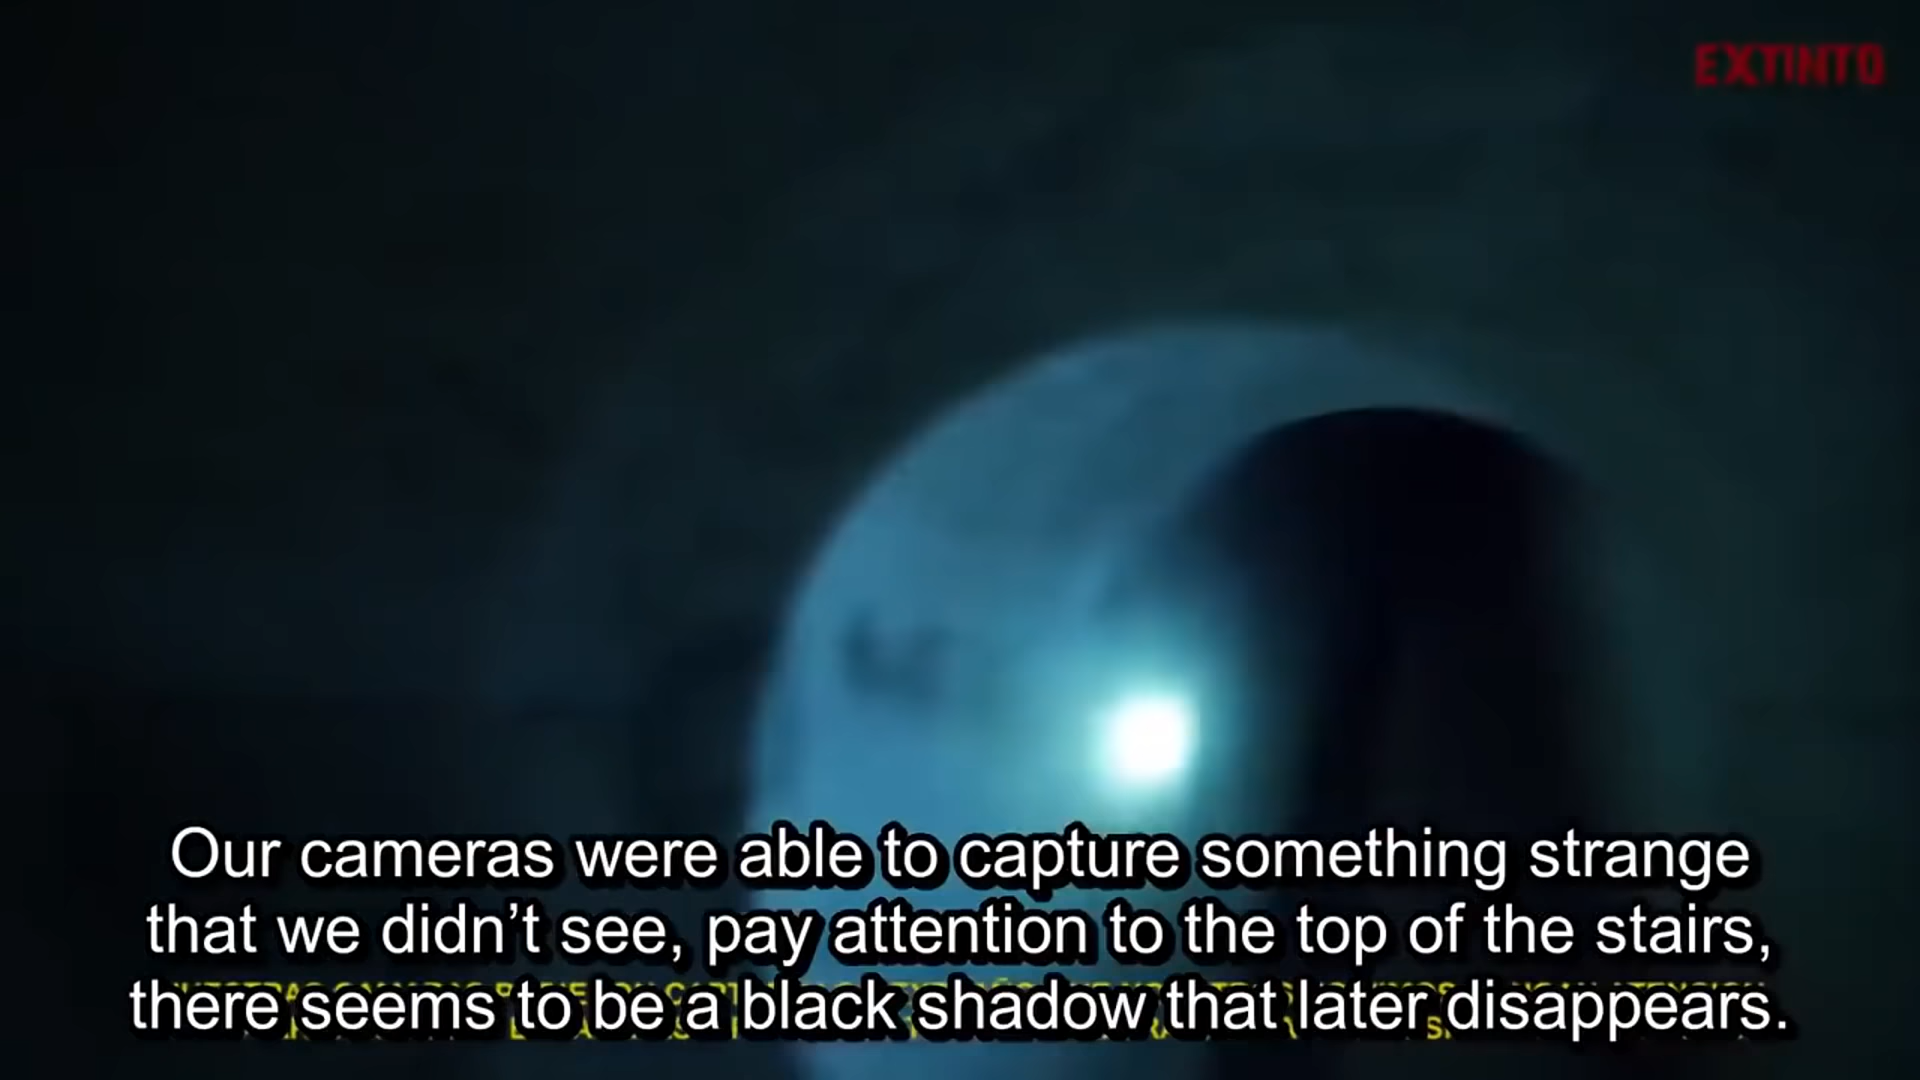 EXTINTO
Our cameras were able to capture something strange
that we didn’t see, pay attention to the top of the stairs,
there seems to be a black shadow that later disappears.